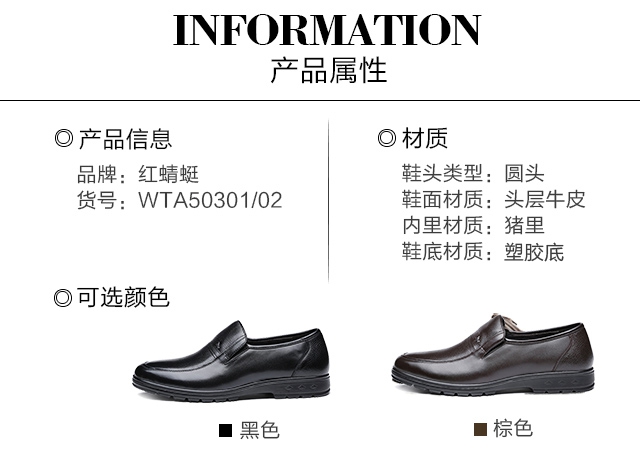 INFORMATION
产品属性
◎ 产品信息
品牌：红蜻蜓
货号：WTA50301/02
◎ 材质
鞋头类型：圆头
鞋面材质：头层牛皮
内里材质：猪里
鞋底材质：塑胶底
◎ 可选颜色
■ 黑色
■ 棕色